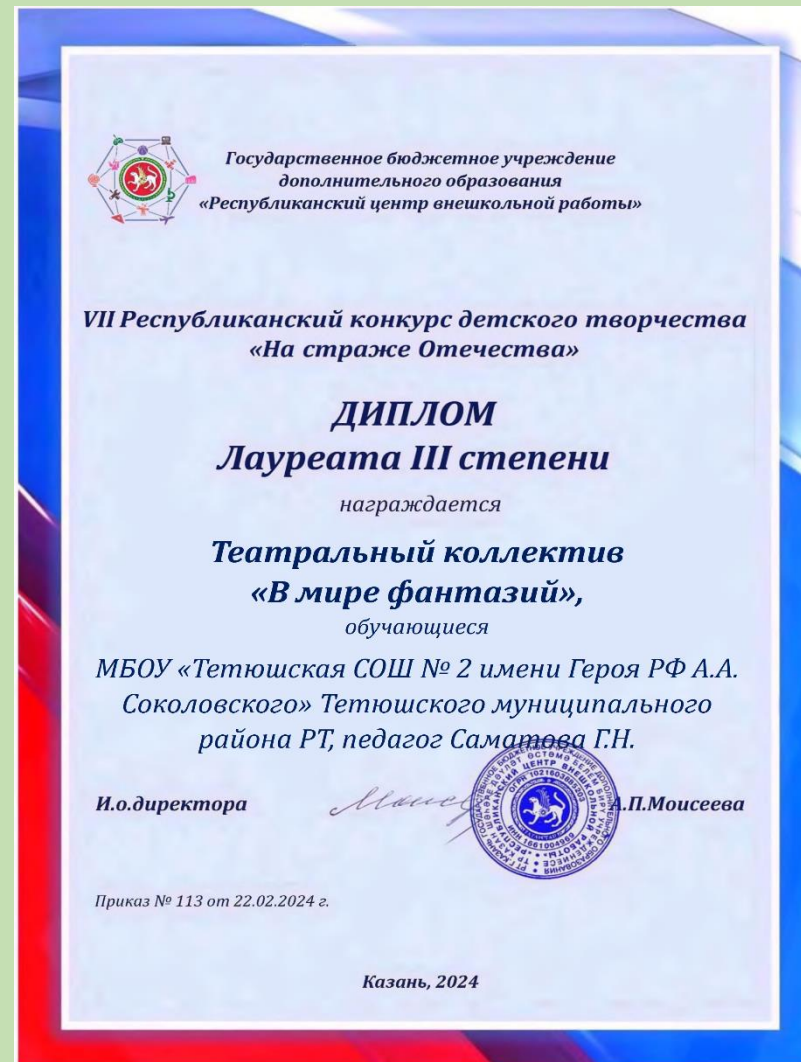 Государственное бюджетное учреждение
дополнительного образования
«Республиканский центр внешкольной работы»
VII Республиканский конкурс детского творчества
«На страже Отечества»
ДИПЛОМ
Лауреата III степени
награждается
Театральный коллектив
«В мире фантазий»,
обучающиеся
МБОУ «Тетюшская СОШ № 2 имени Героя РФ А.А.
Соколовского» Тетюшского муниципального
района РТ, педагог Саматова Г.Н.
И.о.директора
А.П.Моисеева
Приказ № 113 от 22.02.2024 г.
Казань, 2024